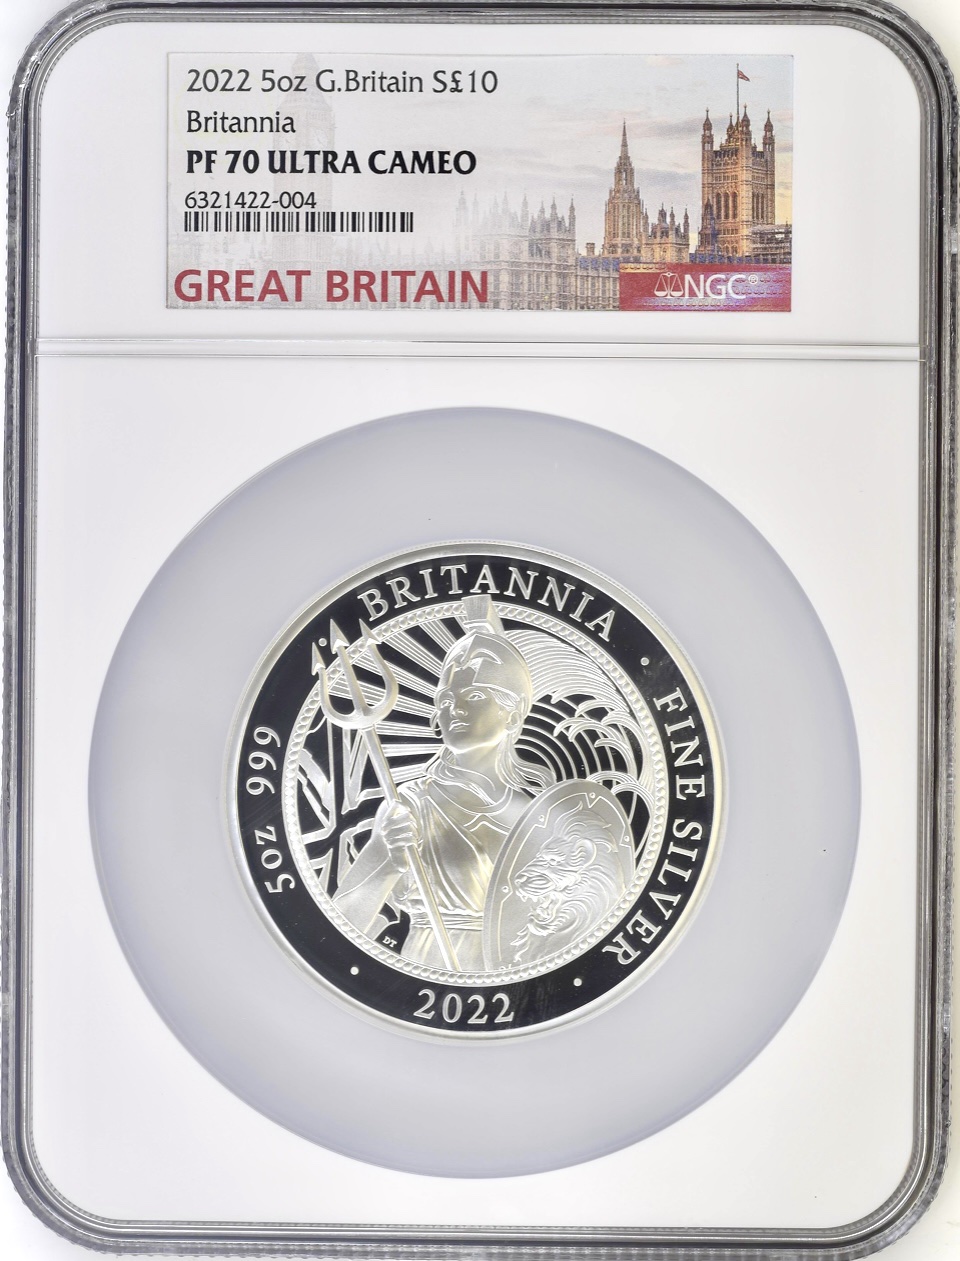 2022 5oz G.Britain S£10
Britannia
PF 70 ULTRA CAMEO
6321422-004
GREAT BRITAIN
NGC®
BRITANNIA · FINE SILVER · 2022 · 5OZ 999
DT